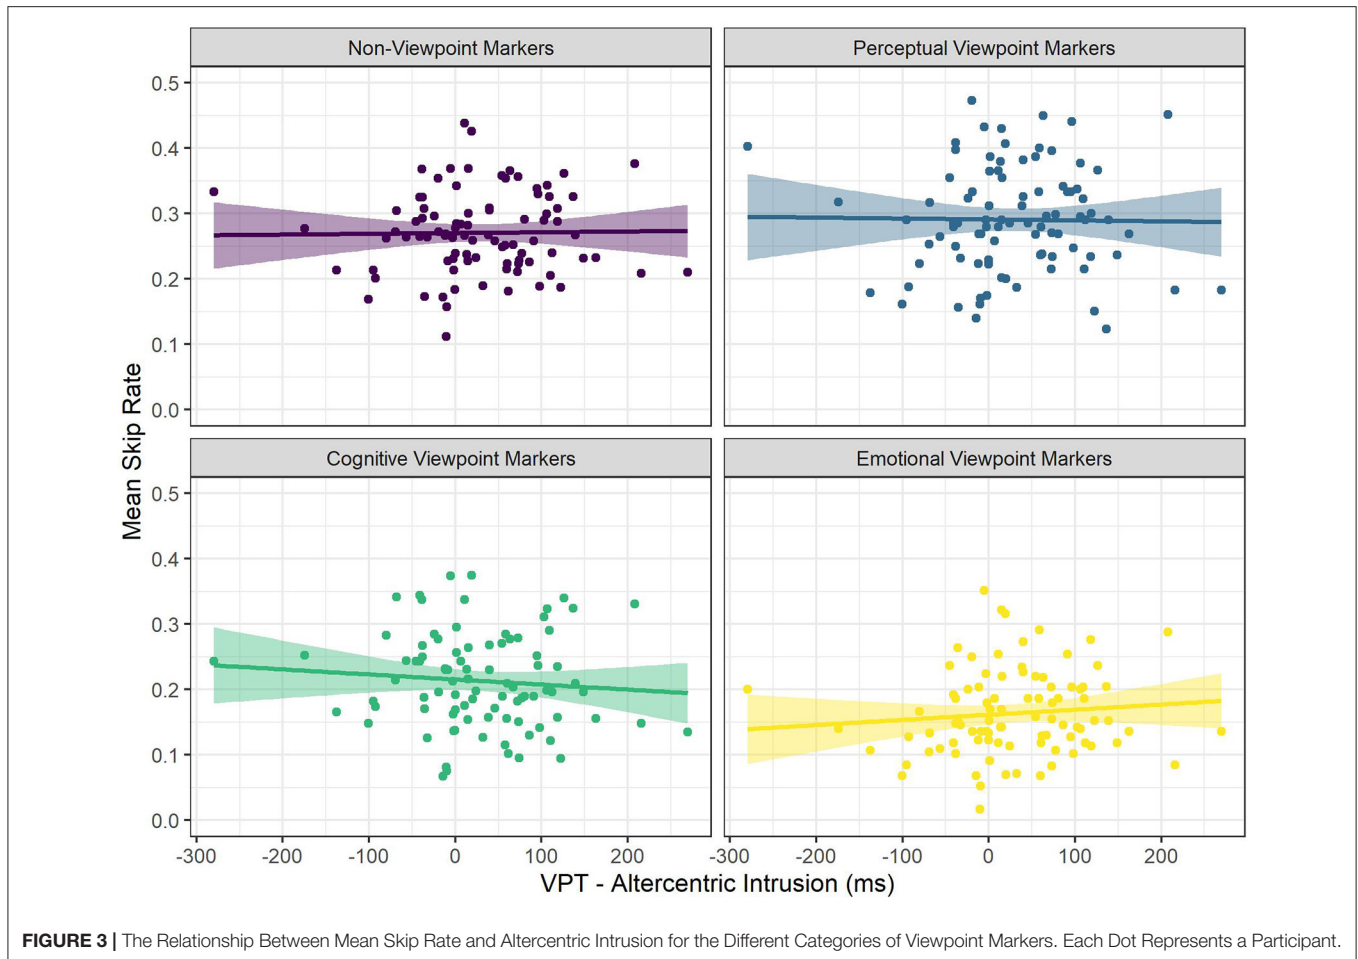 Non-Viewpoint Markers
Perceptual Viewpoint Markers
0.5
0.4
0.3
0.2
0.1
0.0
Mean Skip Rate
Cognitive Viewpoint Markers
Emotional Viewpoint Markers
0.5
0.4
0.3
0.2
0.1
0.0
-300 -200 -100 0 100 200 -300 -200 -100 0 100 200
VPT - Altercentric Intrusion (ms)
FIGURE 3 | The Relationship Between Mean Skip Rate and Altercentric Intrusion for the Different Categories of Viewpoint Markers. Each Dot Represents a Participant.